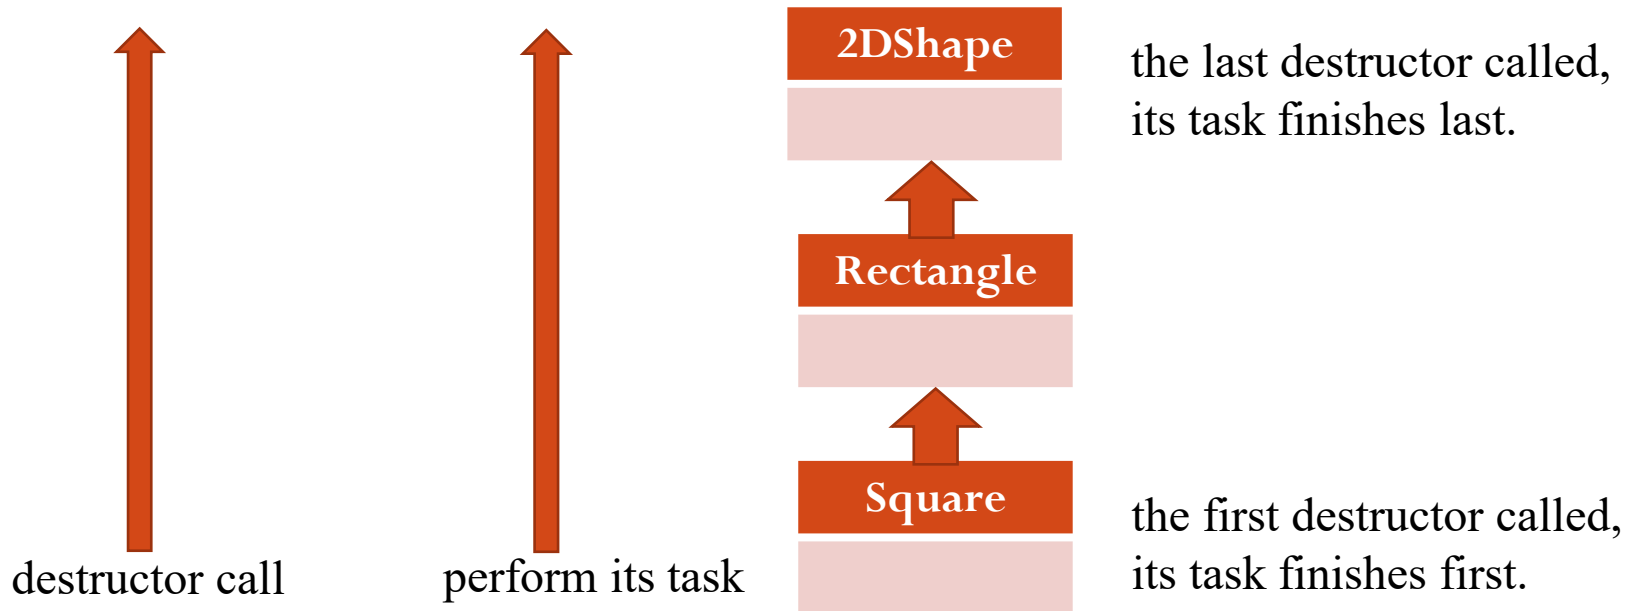 2DShape
the last destructor called,
its task finishes last.
Rectangle
Square
the first destructor called,
its task finishes first.
destructor call
perform its task